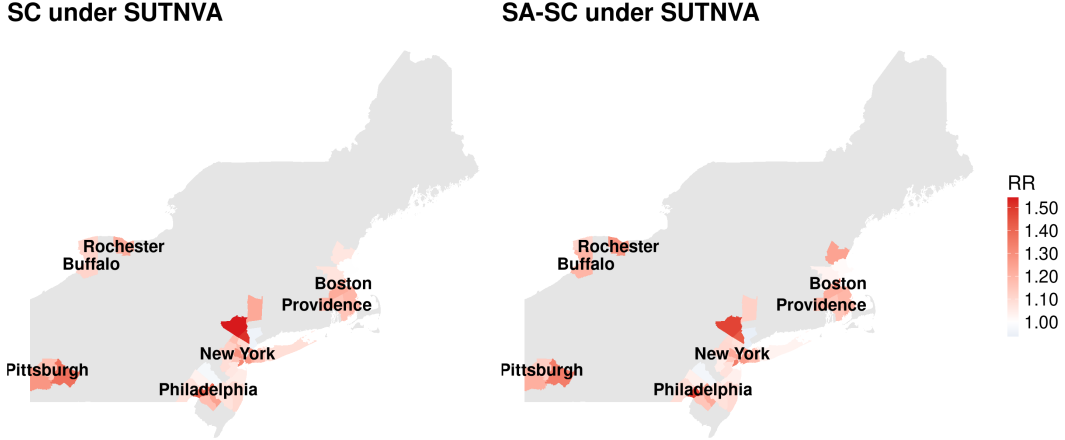 SC under SUTNVA
SA-SC under SUTNVA
Rochester
Buffalo
Boston
Providence
New York
Pittsburgh
Philadelphia
Rochester
Buffalo
Boston
Providence
New York
Pittsburgh
Philadelphia
RR
1.50
1.40
1.30
1.20
1.10
1.00